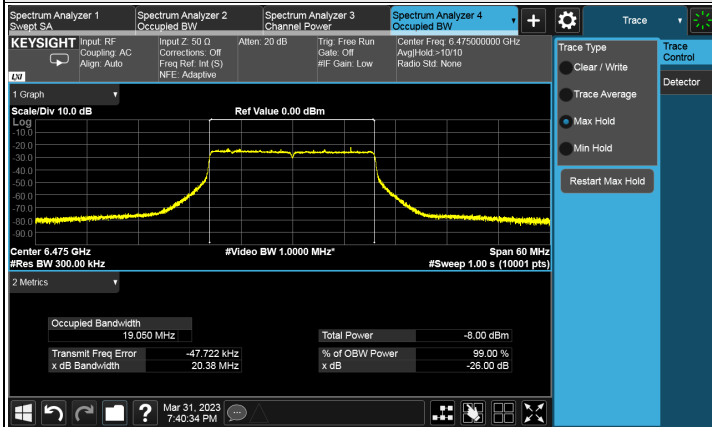 Spectrum Analyzer 1
Swept SA
Spectrum Analyzer 2
Occupied BW
Spectrum Analyzer 3
Channel Power
Spectrum Analyzer 4
Occupied BW
Trace
KEYSIGHT
Input: RF
Coupling: AC
Align: Auto
Input Z: 50 Ω
Corrections: Off
Freq Ref: Int (S)
NFE: Adaptive
Atten: 20 dB
Trig: Free Run
Gate: Off
#IF Gain: Low
Center Freq: 6.475000000 GHz
Avg|Hold:>10/10
Radio Std: None
LXI
Trace Type
Clear / Write
Trace Average
Max Hold
Min Hold
Restart Max Hold
Trace
Control
Detector
1 Graph
Scale/Div 10.0 dB
Ref Value 0.00 dBm
Log
-10.0
-20.0
-30.0
-40.0
-50.0
-60.0
-70.0
-80.0
-90.0
Center 6.475 GHz
#Video BW 1.0000 MHz*
Span 60 MHz
#Res BW 300.00 kHz
#Sweep 1.00 s (10001 pts)
2 Metrics
Occupied Bandwidth
19.050 MHz
Total Power -8.00 dBm
Transmit Freq Error -47.722 kHz
% of OBW Power 99.00 %
x dB Bandwidth 20.38 MHz
x dB -26.00 dB
?
Mar 31, 2023
7:40:34 PM